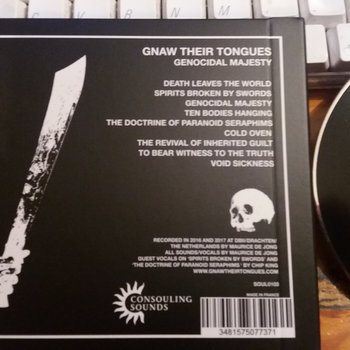 GNAW THEIR TONGUES
GENOCIDAL MAJESTY
DEATH LEAVES THE WORLD
SPIRITS BROKEN BY SWORDS
GENOCIDAL MAJESTY
TEN BODIES HANGING
THE DOCTRINE OF PARANOID SERAPHIMS
COLD OVEN
THE REVIVAL OF INHERITED GUILT
TO BEAR WITNESS TO THE TRUTH
VOID SICKNESS
RECORDED IN 2016 AND 2017 AT DBIII/DRACHTEN/
THE NETHERLANDS BY MAURICE DE JONG
ALL SOUNDS/VOCALS BY MAURICE DE JONG
GUEST VOCALS ON 'SPIRITS BROKEN BY SWORDS' AND
'THE DOCTRINE OF PARANOID SERAPHIMS' BY CHIP KING
WWW.GNAWTHEIRTONGUES.COM
SOUL0103
MADE IN FRANCE
CONSOULING
SOUNDS
3481575077371